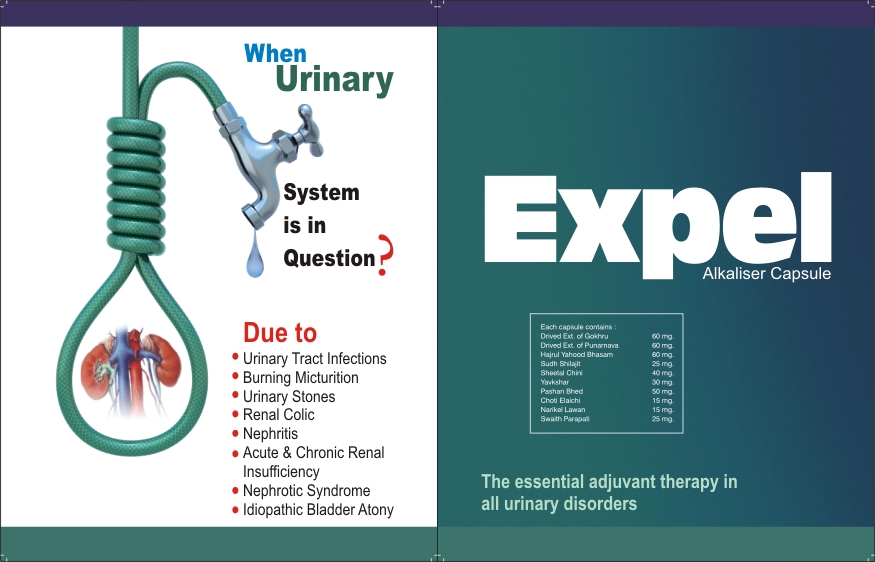 When
Urinary
System
is in
Question?
Due to
• Urinary Tract Infections
• Burning Micturition
• Urinary Stones
• Renal Colic
• Nephritis
• Acute & Chronic Renal
Insufficiency
• Nephrotic Syndrome
• Idiopathic Bladder Atony
Expel
Alkaliser Capsule
Each capsule contains :
Drived Ext. of Gokhru 60 mg.
Drived Ext. of Punarnava 60 mg.
Hajrul Yahood Bhasam 60 mg.
Sudh Shilajit 25 mg.
Sheetal Chini 40 mg.
Yavkshar 30 mg.
Pashan Bhed 50 mg.
Choti Elaichi 15 mg.
Narikel Lawan 15 mg.
Swaith Parapati 25 mg.
The essential adjuvant therapy in
all urinary disorders